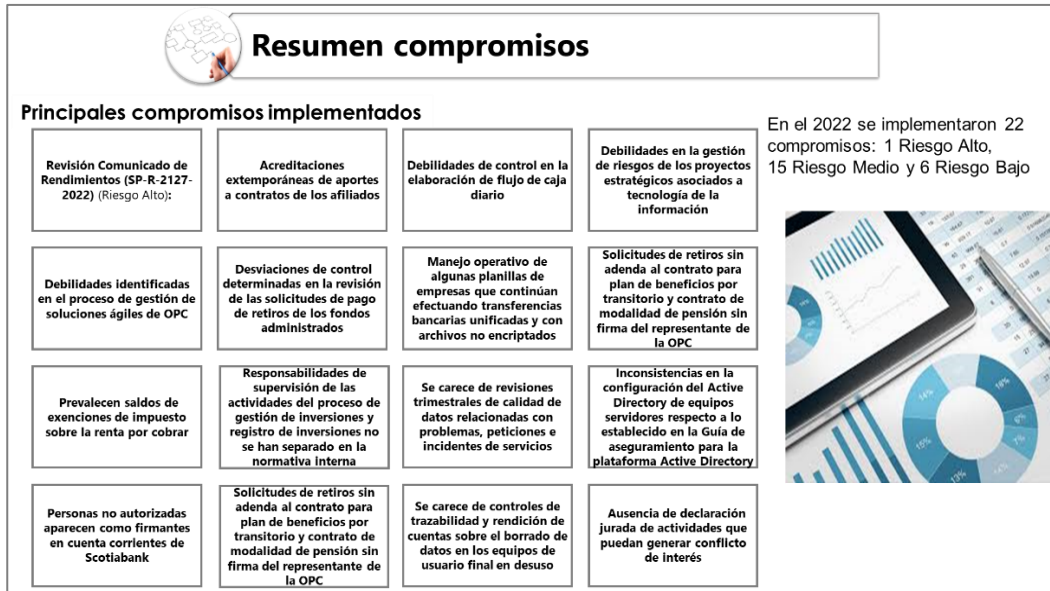 Resumen compromisos
Principales compromisos implementados
En el 2022 se implementaron 22
compromisos: 1 Riesgo Alto,
15 Riesgo Medio y 6 Riesgo Bajo
Revisión Comunicado de
Rendimientos (SP-R-2127-
2022) (Riesgo Alto):
Acreditaciones
extemporáneas de aportes
a contratos de los afiliados
Debilidades de control en la
elaboración de flujo de caja
diario
Debilidades en la gestión
de riesgos de los proyectos
estratégicos asociados a
tecnología de la
información
Debilidades identificadas
en el proceso de gestión de
soluciones ágiles de OPC
Desviaciones de control
determinadas en la revisión
de las solicitudes de pago
de retiros de los fondos
administrados
Manejo operativo de
algunas planillas de
empresas que continúan
efectuando transferencias
bancarias unificadas y con
archivos no encriptados
Solicitudes de retiros sin
adenda al contrato para
plan de beneficios por
transitorio y contrato de
modalidad de pensión sin
firma del representante de
la OPC
Prevalecen saldos de
exenciones de impuesto
sobre la renta por cobrar
Responsabilidades de
supervisión de las
actividades del proceso de
gestión de inversiones y
registro de inversiones no
se han separado en la
normativa interna
Se carece de revisiones
trimestrales de calidad de
datos relacionadas con
problemas, peticiones e
incidentes de servicios
Inconsistencias en la
configuración del Active
Directory de equipos
servidores respecto a lo
establecido en la Guía de
aseguramiento para la
plataforma Active Directory
Personas no autorizadas
aparecen como firmantes
en cuenta corrientes de
Scotiabank
Solicitudes de retiros sin
adenda al contrato para
plan de beneficios por
transitorio y contrato de
modalidad de pensión sin
firma del representante de
la OPC
Se carece de controles de
trazabilidad y rendición de
cuentas sobre el borrado de
datos en los equipos de
usuario final en desuso
Ausencia de declaración
jurada de actividades que
puedan generar conflicto
de interés
14%
15%
13%
14%
7%
6%
18%